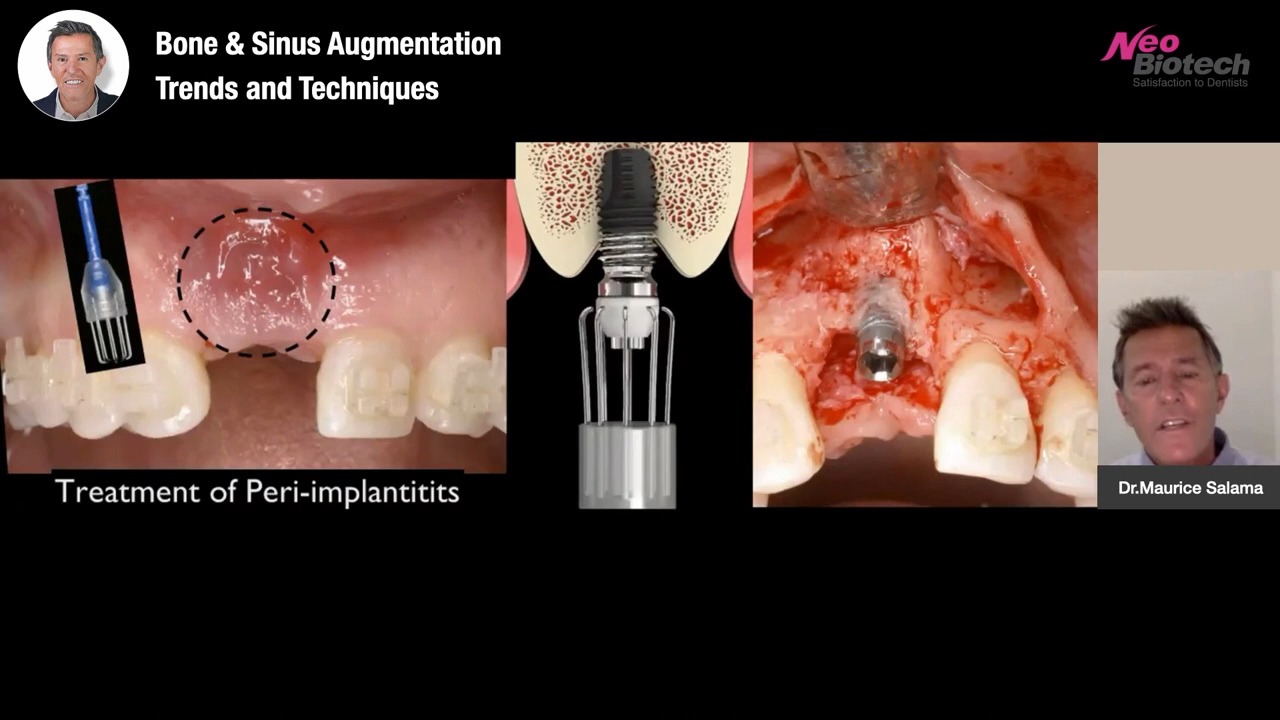 Bone & Sinus Augmentation
Trends and Techniques
Neo
Biotech
Satisfaction to Dentists
Treatment of Peri-implantitits
Dr.Maurice Salama